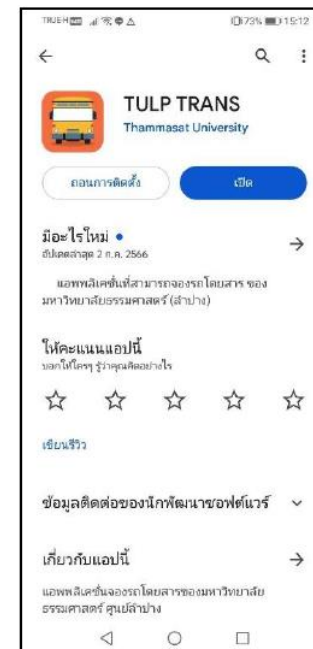 TRUE-H
73% 15:12
TULP TRANS
Thammasat University
ถอนการติดตั้ง
เปิด
มีอะไรใหม่
อัปเดตล่าสุด 2 ก.ค. 2566
แอพพลิเคชั่นที่สามารถจองรถโดยสาร ของ
มหาวิทยาลัยธรรมศาสตร์ (ลำปาง)
ให้คะแนนแอปนี้
บอกให้ใครๆ รู้ว่าคุณคิดอย่างไร
เขียนรีวิว
ข้อมูลติดต่อของนักพัฒนาซอฟต์แวร์
เกี่ยวกับแอปนี้
แอพพลิเคชั่นจองรถโดยสารของมหาวิทยาลัย
ธรรมศาสตร์ ศูนย์ลำปาง